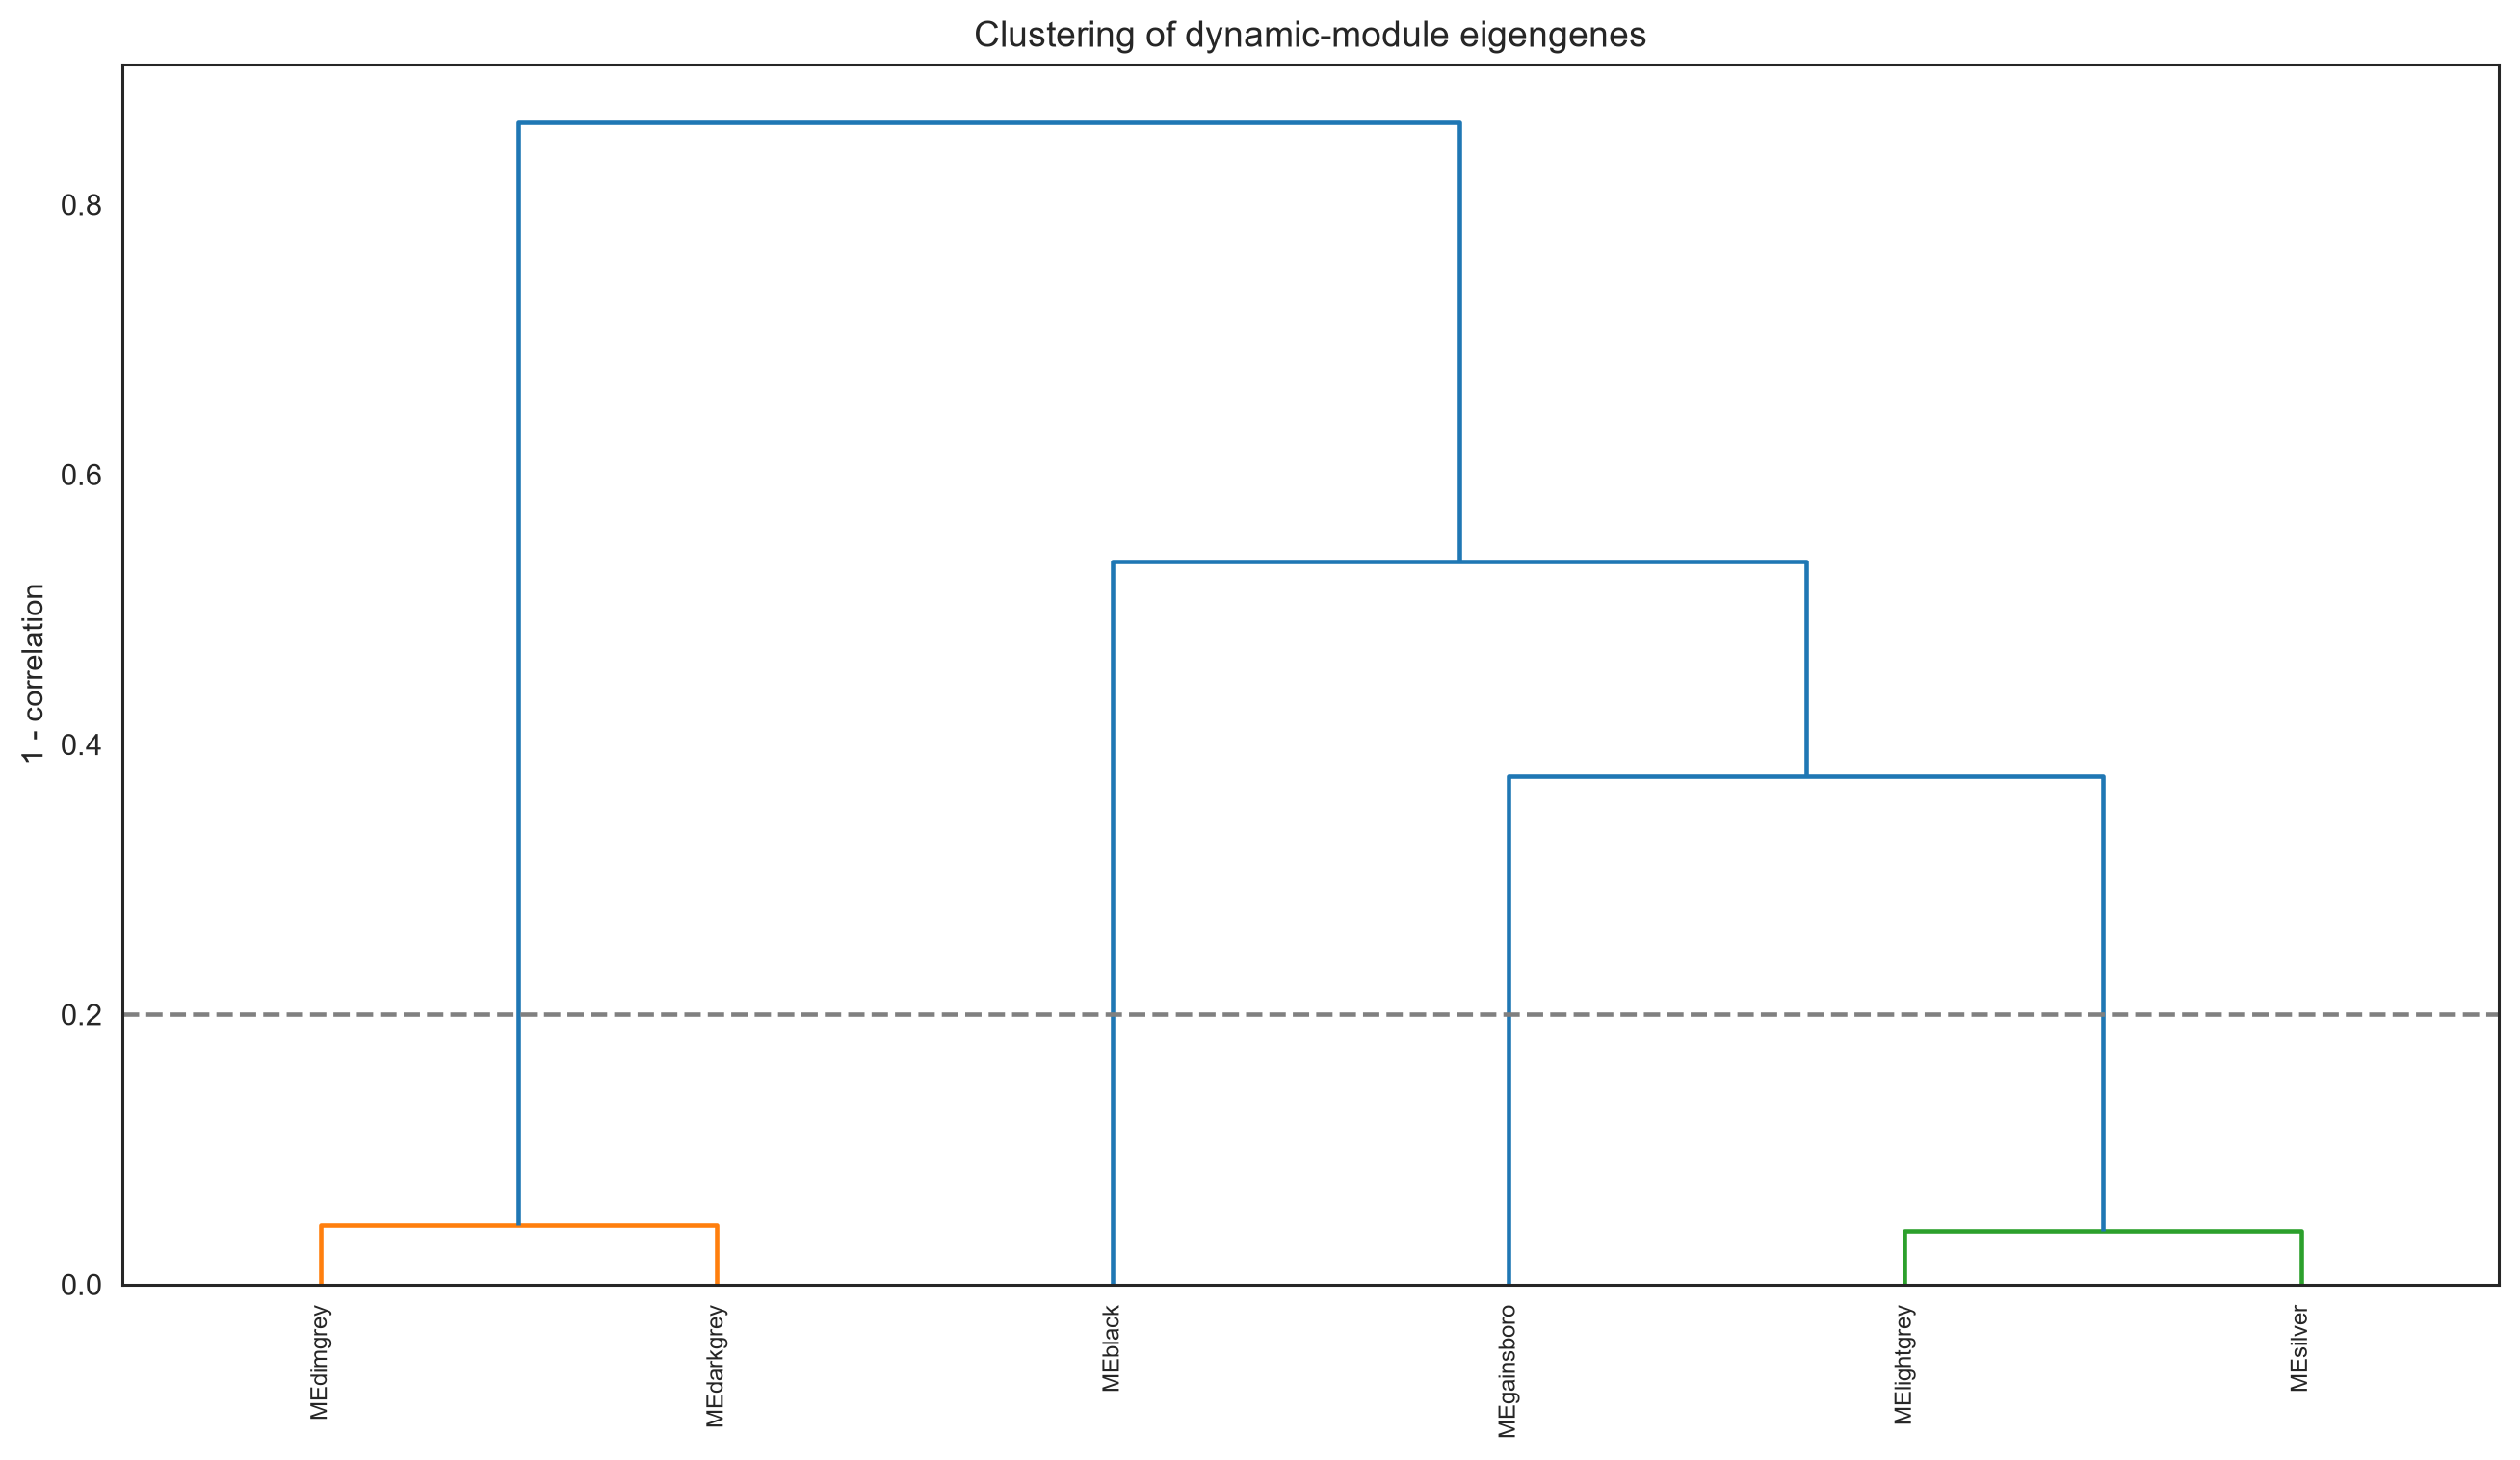 Clustering of dynamic-module eigengenes
1 - correlation
0.8
0.6
0.4
0.2
0.0
MEdimgrey
MEdarkgrey
MEblack
MEgainsboro
MElightgrey
MEsilver